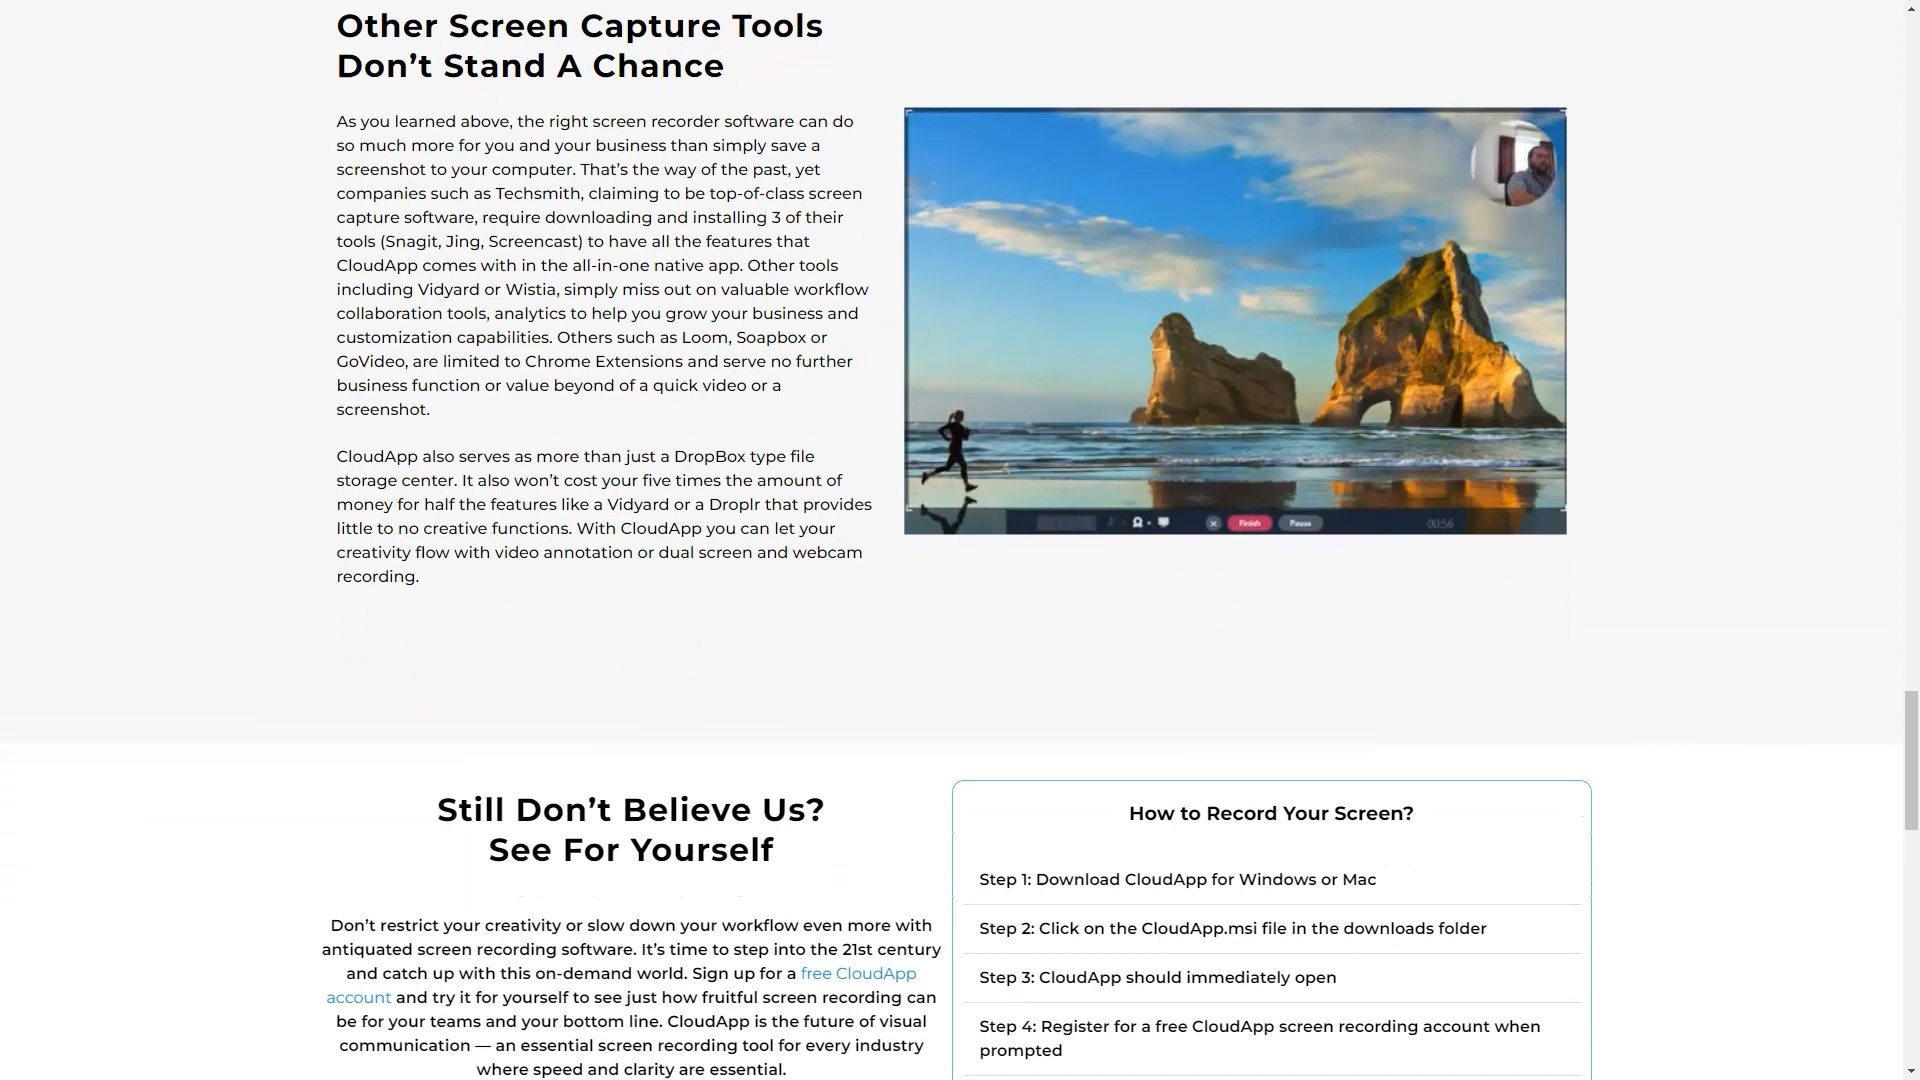 Other Screen Capture Tools
Don’t Stand A Chance
As you learned above, the right screen recorder software can do
so much more for you and your business than simply save a
screenshot to your computer. That’s the way of the past, yet
companies such as Techsmith, claiming to be top-of-class screen
capture software, require downloading and installing 3 of their
tools (Snagit, Jing, Screencast) to have all the features that
CloudApp comes with in the all-in-one native app. Other tools
including Vidyard or Wistia, simply miss out on valuable workflow
collaboration tools, analytics to help you grow your business and
customization capabilities. Others such as Loom, Soapbox or
GoVideo, are limited to Chrome Extensions and serve no further
business function or value beyond of a quick video or a
screenshot.
CloudApp also serves as more than just a DropBox type file
storage center. It also won’t cost your five times the amount of
money for half the features like a Vidyard or a Droplr that provides
little to no creative functions. With CloudApp you can let your
creativity flow with video annotation or dual screen and webcam
recording.
Finish
Pause
00:56
Still Don’t Believe Us?
See For Yourself
Don’t restrict your creativity or slow down your workflow even more with
antiquated screen recording software. It’s time to step into the 21st century
and catch up with this on-demand world. Sign up for a free CloudApp
account and try it for yourself to see just how fruitful screen recording can
be for your teams and your bottom line. CloudApp is the future of visual
communication — an essential screen recording tool for every industry
where speed and clarity are essential.
How to Record Your Screen?
Step 1: Download CloudApp for Windows or Mac
Step 2: Click on the CloudApp.msi file in the downloads folder
Step 3: CloudApp should immediately open
Step 4: Register for a free CloudApp screen recording account when
prompted